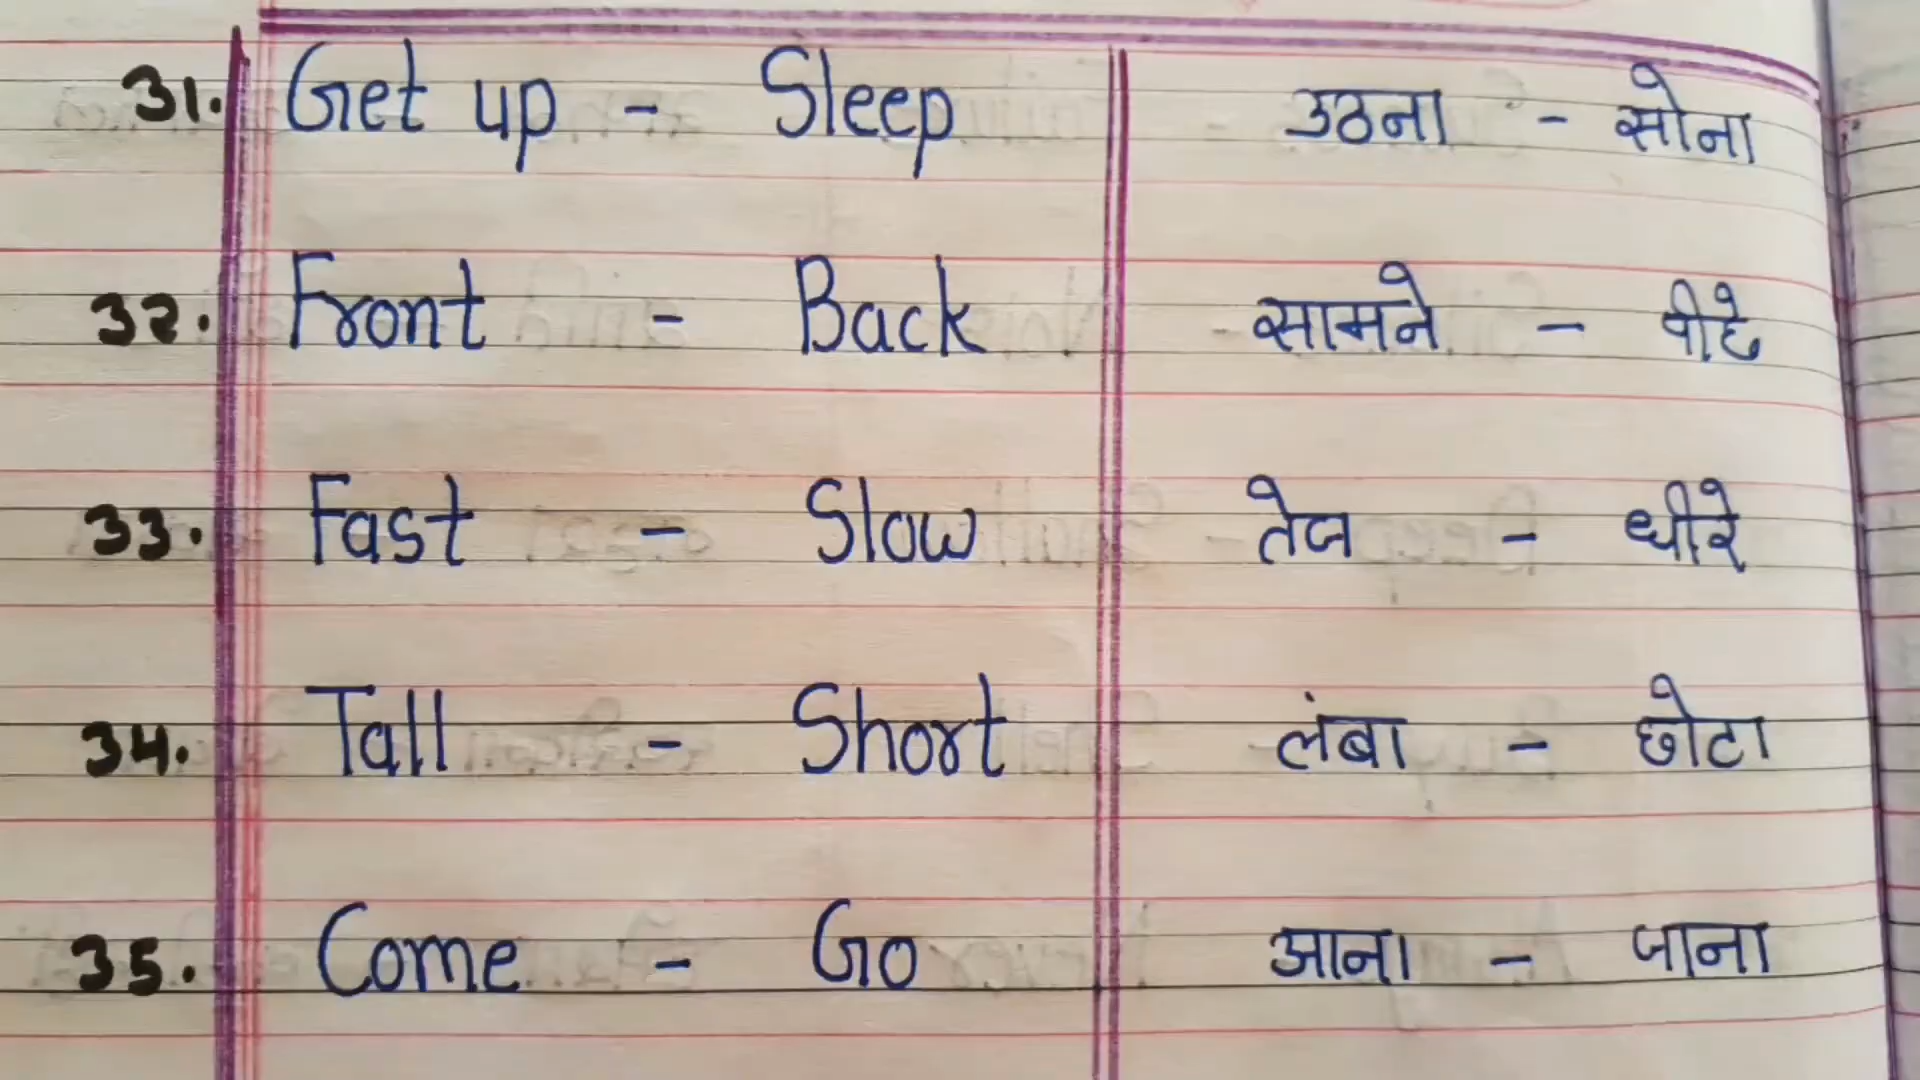 31. Get up - Sleep उठना - सोना
32. Front - Back सामने - पीछे
33. Fast - Slow तेज - धीरे
34. Tall - Short लंबा - छोटा
35. Come - Go आना - जाना